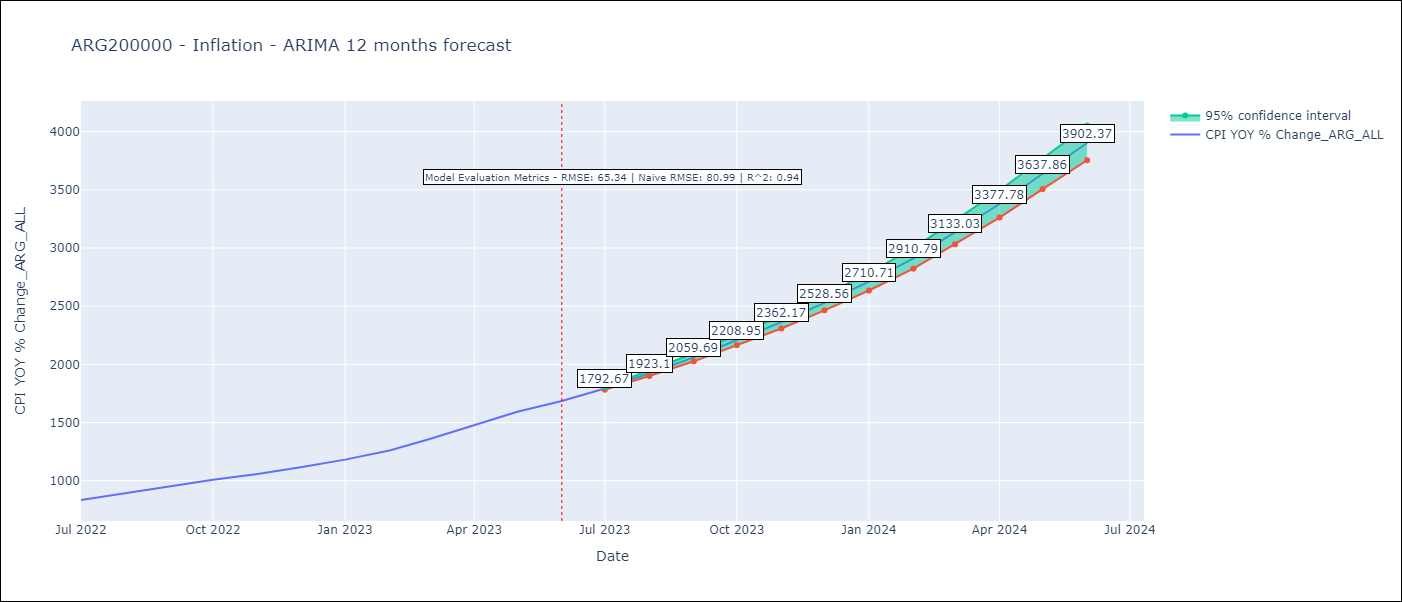 ARG200000 - Inflation - ARIMA 12 months forecast
95% confidence interval
CPI YOY % Change_ARG_ALL
Model Evaluation Metrics - RMSE: 65.34 | Naive RMSE: 80.99 | R^2: 0.94
CPI YOY % Change_ARG_ALL
4000
3500
3000
2500
2000
1500
1000
1792.67
1923.1
2059.69
2208.95
2362.17
2528.56
2710.71
2910.79
3133.03
3377.78
3637.86
3902.37
Jul 2022
Oct 2022
Jan 2023
Apr 2023
Jul 2023
Oct 2023
Jan 2024
Apr 2024
Jul 2024
Date